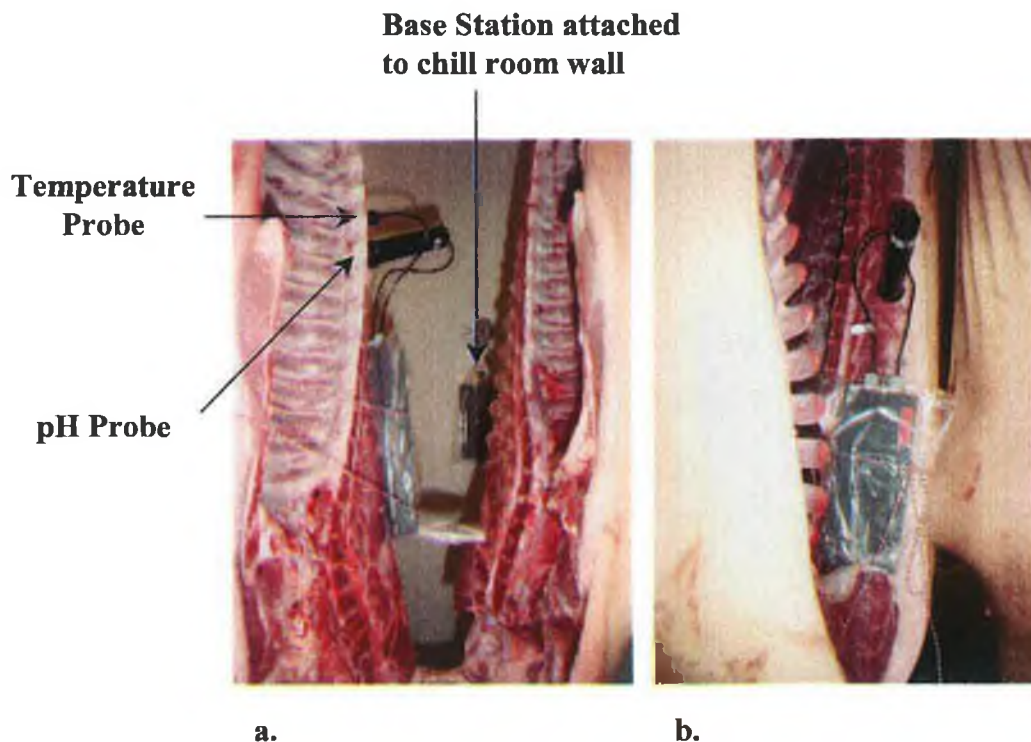 Base Station attached
to chill room wall
Temperature
Probe
pH Probe
a.
b.